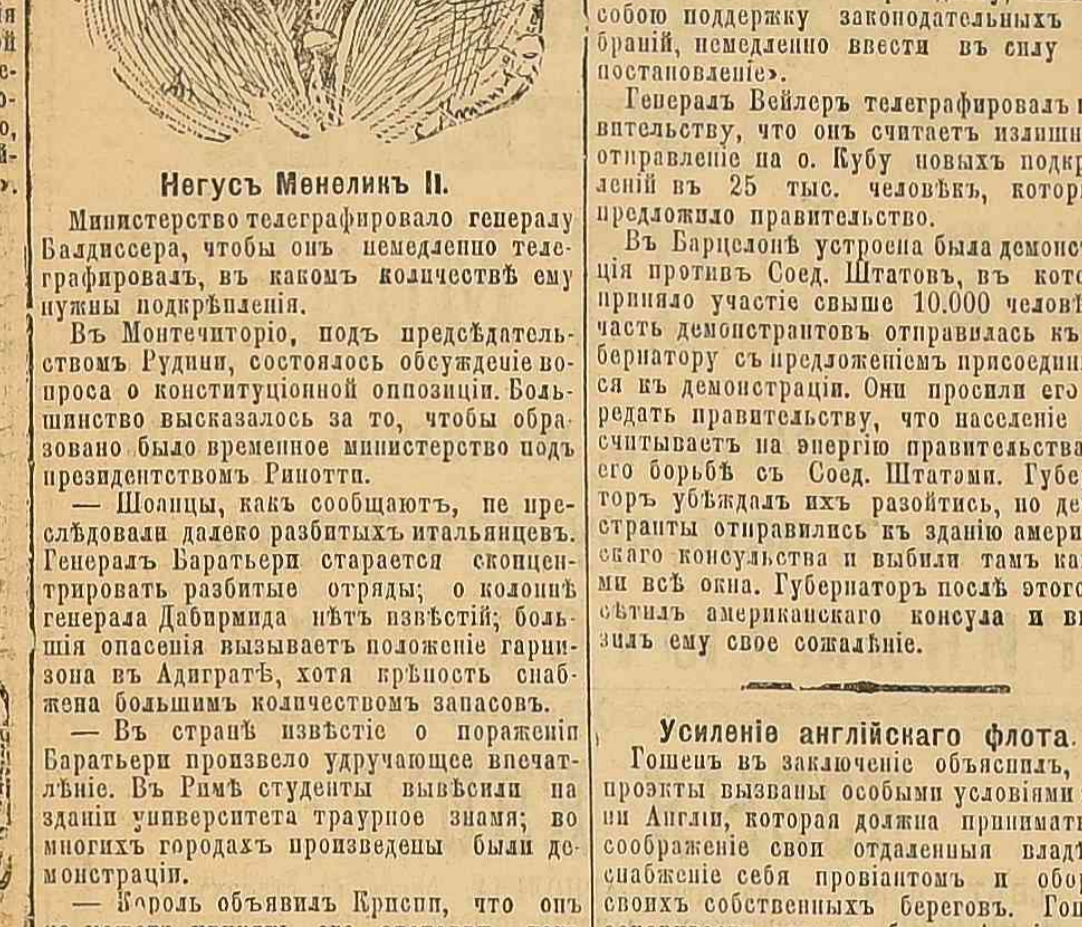 Негусъ Менеликъ II.
Министерство телеграфировало генералу
Балдиссера, чтобы онъ немедленно теле-
графировалъ, въ какомъ количествѣ ему
нужны подкрѣпленія.
Въ Монтечиторіо, подъ предсѣдатель-
ствомъ Рудини, состоялось обсужденіе во-
проса о конституціонной оппозиціи. Боль-
шинство высказалось за то, чтобы обра-
зовано было временное министерство подъ
президентствомъ Ринотти.
— Шоанцы, какъ сообщаютъ, не пре-
слѣдовали далеко разбитыхъ итальянцевъ.
Генералъ Баратьери старается сконцен-
трировать разбитые отряды; о колоннѣ
генерала Дабирмида нѣтъ извѣстій; боль-
шія опасенія вызываетъ положеніе гарни-
зона въ Адигратѣ, хотя крѣпость снаб-
жена большимъ количествомъ запасовъ.
— Въ странѣ извѣстіе о пораженіи
Баратьери произвело удручающее впечат-
лѣніе. Въ Римѣ студенты вывѣсили на
зданіи университета траурное знамя; во
многихъ городахъ произведены были де-
монстраціи.
— Король объявилъ Криспи, что онъ
собою поддержку законодательныхъ
браній, немедленно ввести въ силу
постановленіе».
Генералъ Вейлеръ телеграфировалъ
вительству, что онъ считаетъ излишн
отправленіе на о. Кубу новыхъ подкр
леній въ 25 тыс. человѣкъ, котор
предложило правительство.
Въ Барцелонѣ устроена была демонс
ція противъ Соед. Штатовъ, въ кото
приняло участіе свыше 10.000 человѣ
часть демонстрантовъ отправилась къ
бернатору съ предложеніемъ присоедин
ся къ демонстраціи. Они просили его
редать правительству, что населеніе
считываетъ на энергію правительства
его борьбѣ съ Соед. Штатами. Губе
торъ убѣждалъ ихъ разойтись, но де
странты отправились къ зданію амери
скаго консульства и выбили тамъ ка
ми всѣ окна. Губернаторъ послѣ этого
сѣтилъ американскаго консула и в
зилъ ему свое сожалѣніе.
Усиленіе англійскаго флота.
Гошенъ въ заключеніе объяснилъ,
проэкты вызваны особыми условіями
ни Англіи, которая должна принимат
соображеніе свои отдаленныя владѣ
снабженіе себя провіантомъ и обо
своихъ собственныхъ береговъ. Гош